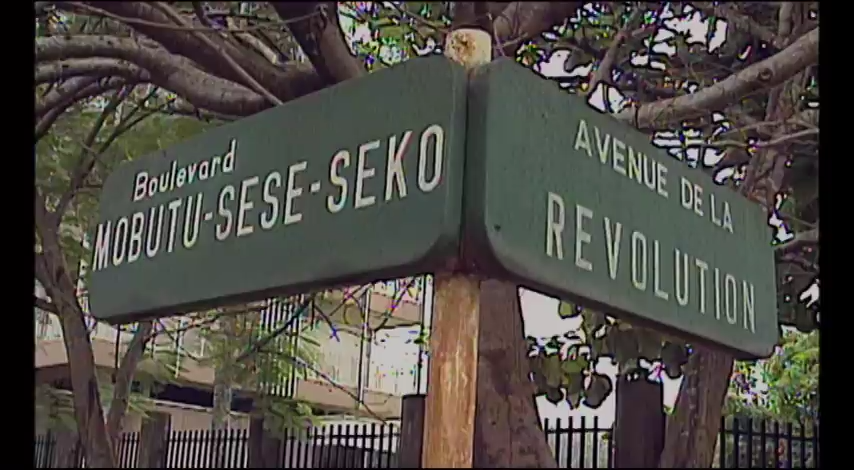 Boulevard
MOBUTU-SESE-SEKO
AVENUE DE LA
REVOLUTION